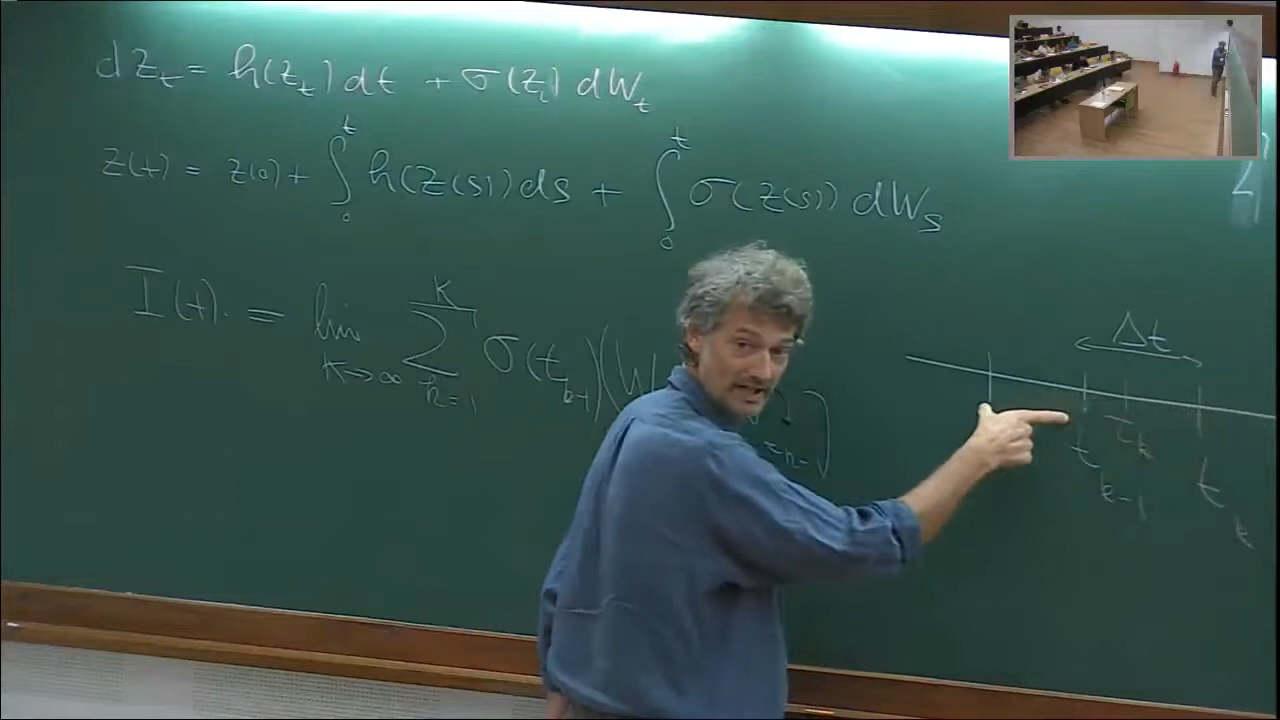 dZ_t = h(Z_t)dt + σ(Z_t)dW_t
Z(t) = Z(0) + ∫_0^t h(Z(s))ds + ∫_0^t σ(Z(s))dW_s
I(t) = lim_{K→∞} ∑_{k=1}^{K} σ(t_{k-1})(W
Δt
t_{k-1} τ_k t_k